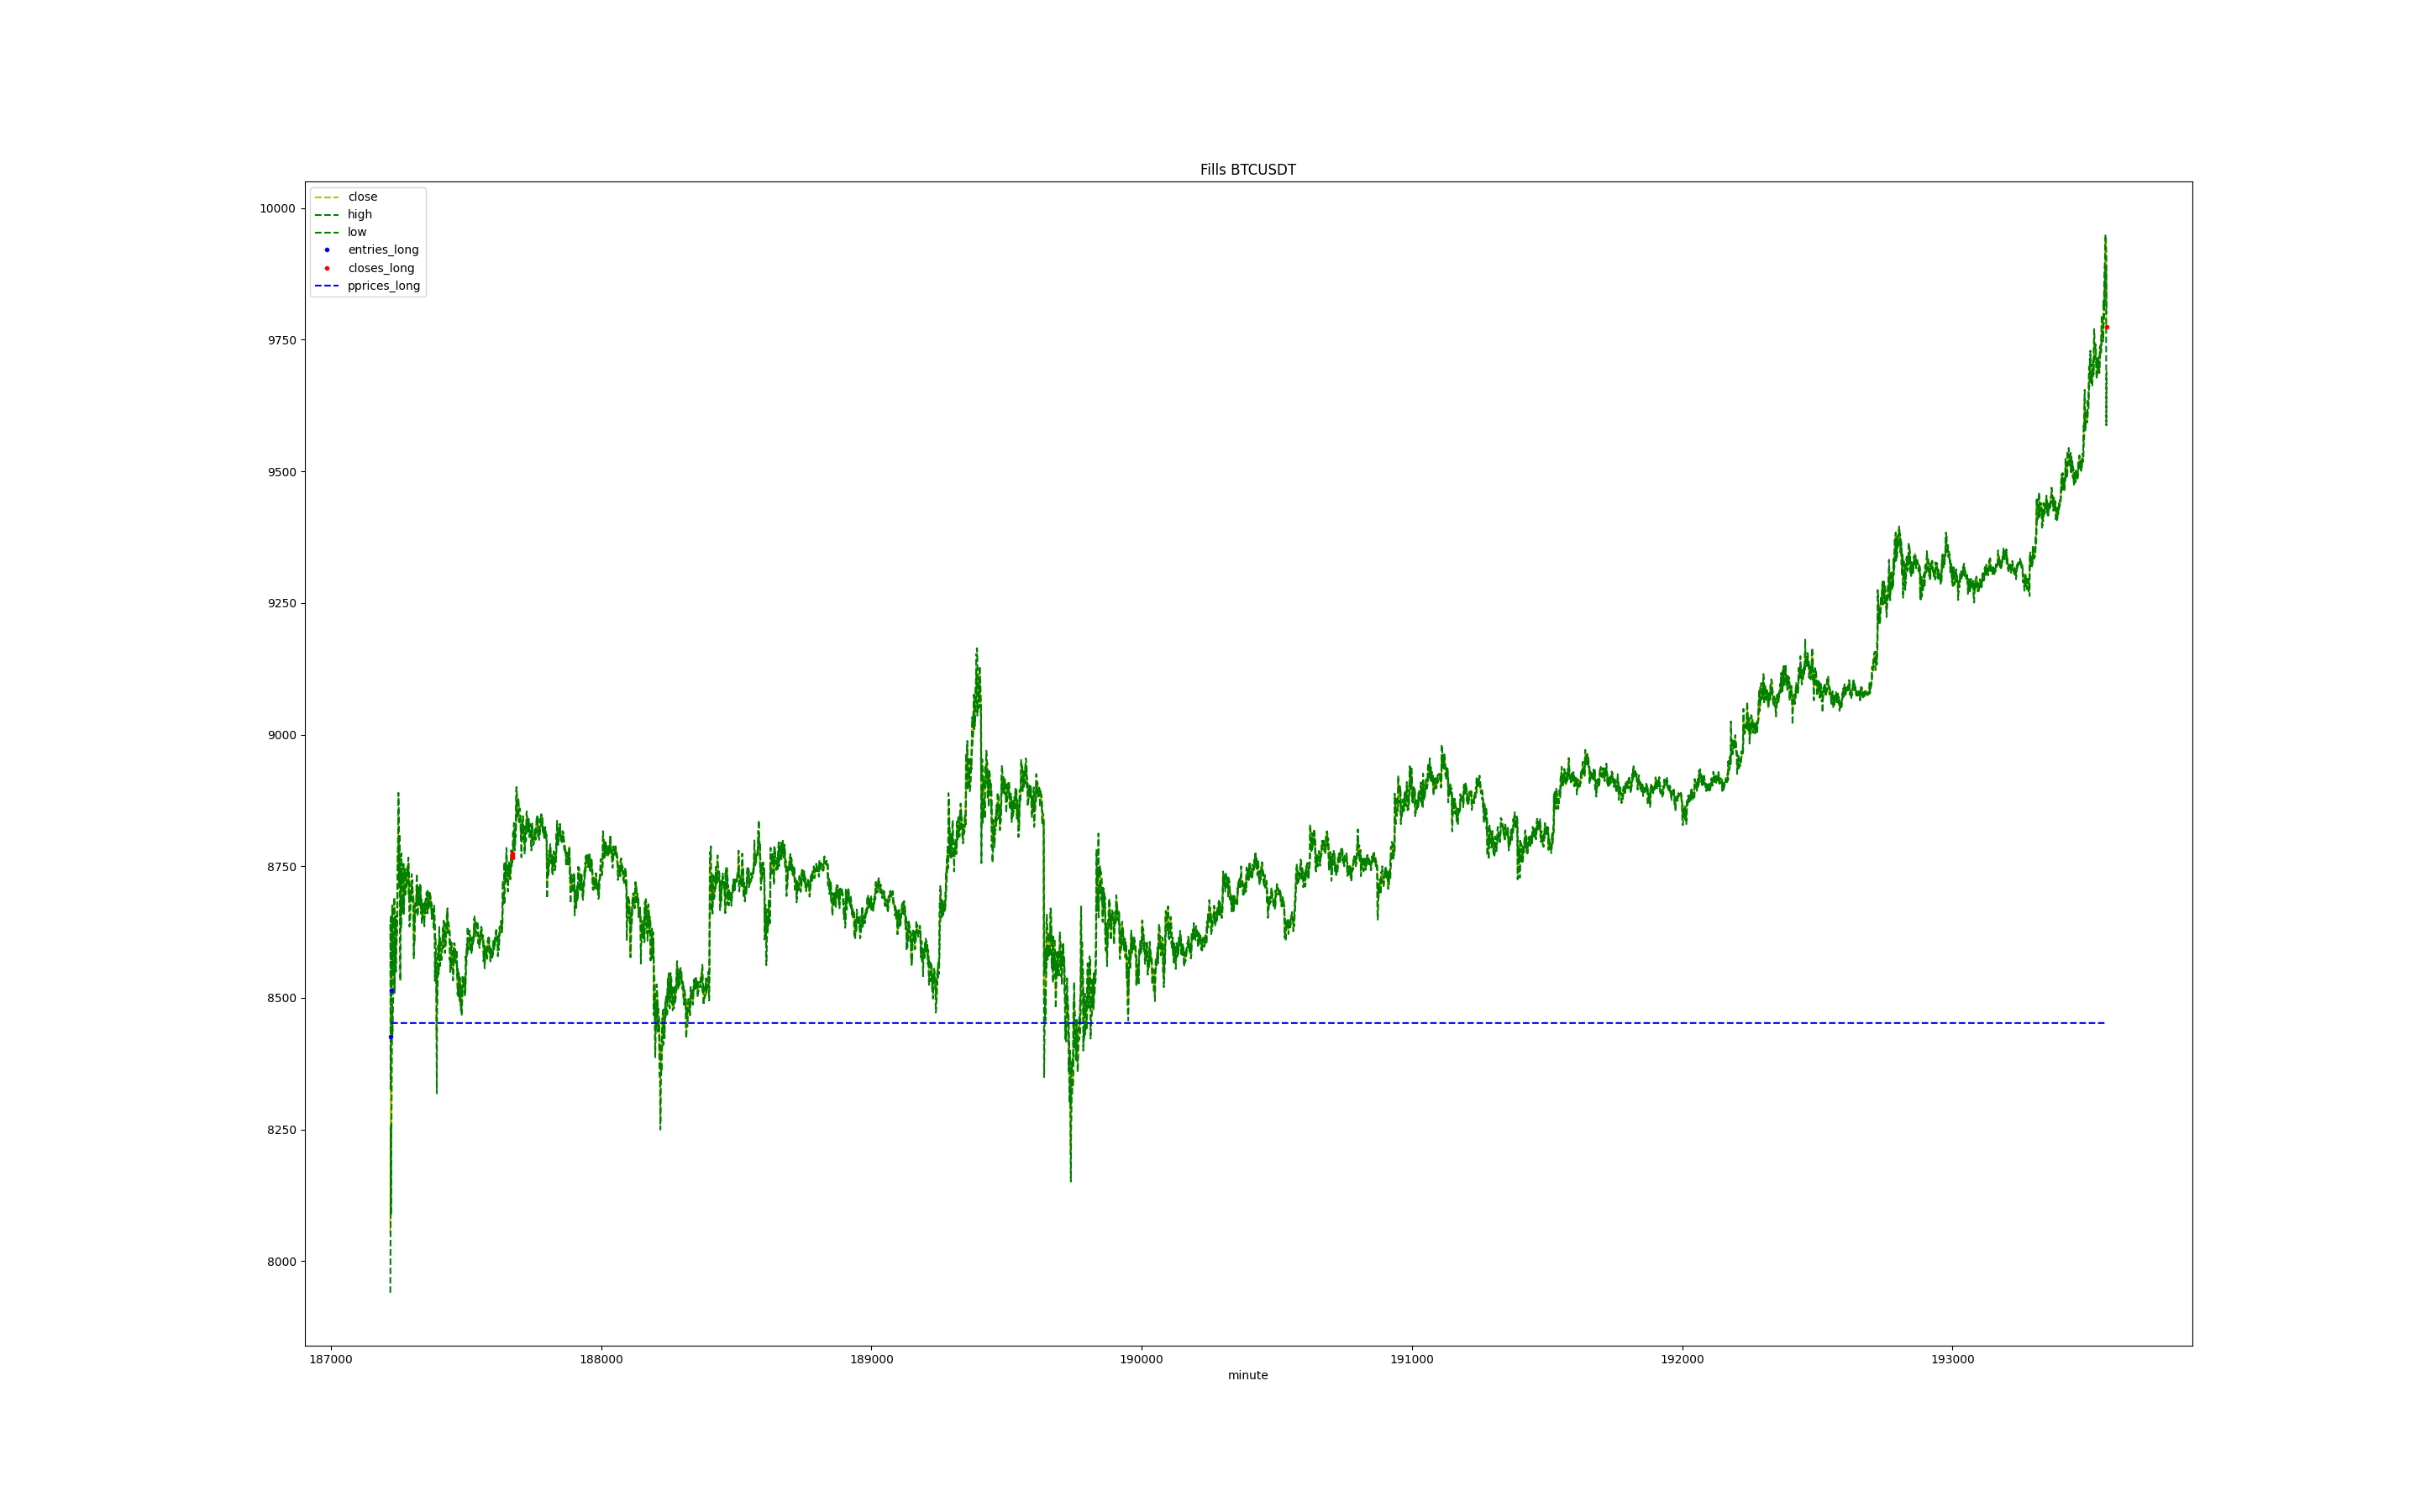 Fills BTCUSDT
close
high
low
entries_long
closes_long
pprices_long
10000
9750
9500
9250
9000
8750
8500
8250
8000
187000 188000 189000 190000 191000 192000 193000
minute